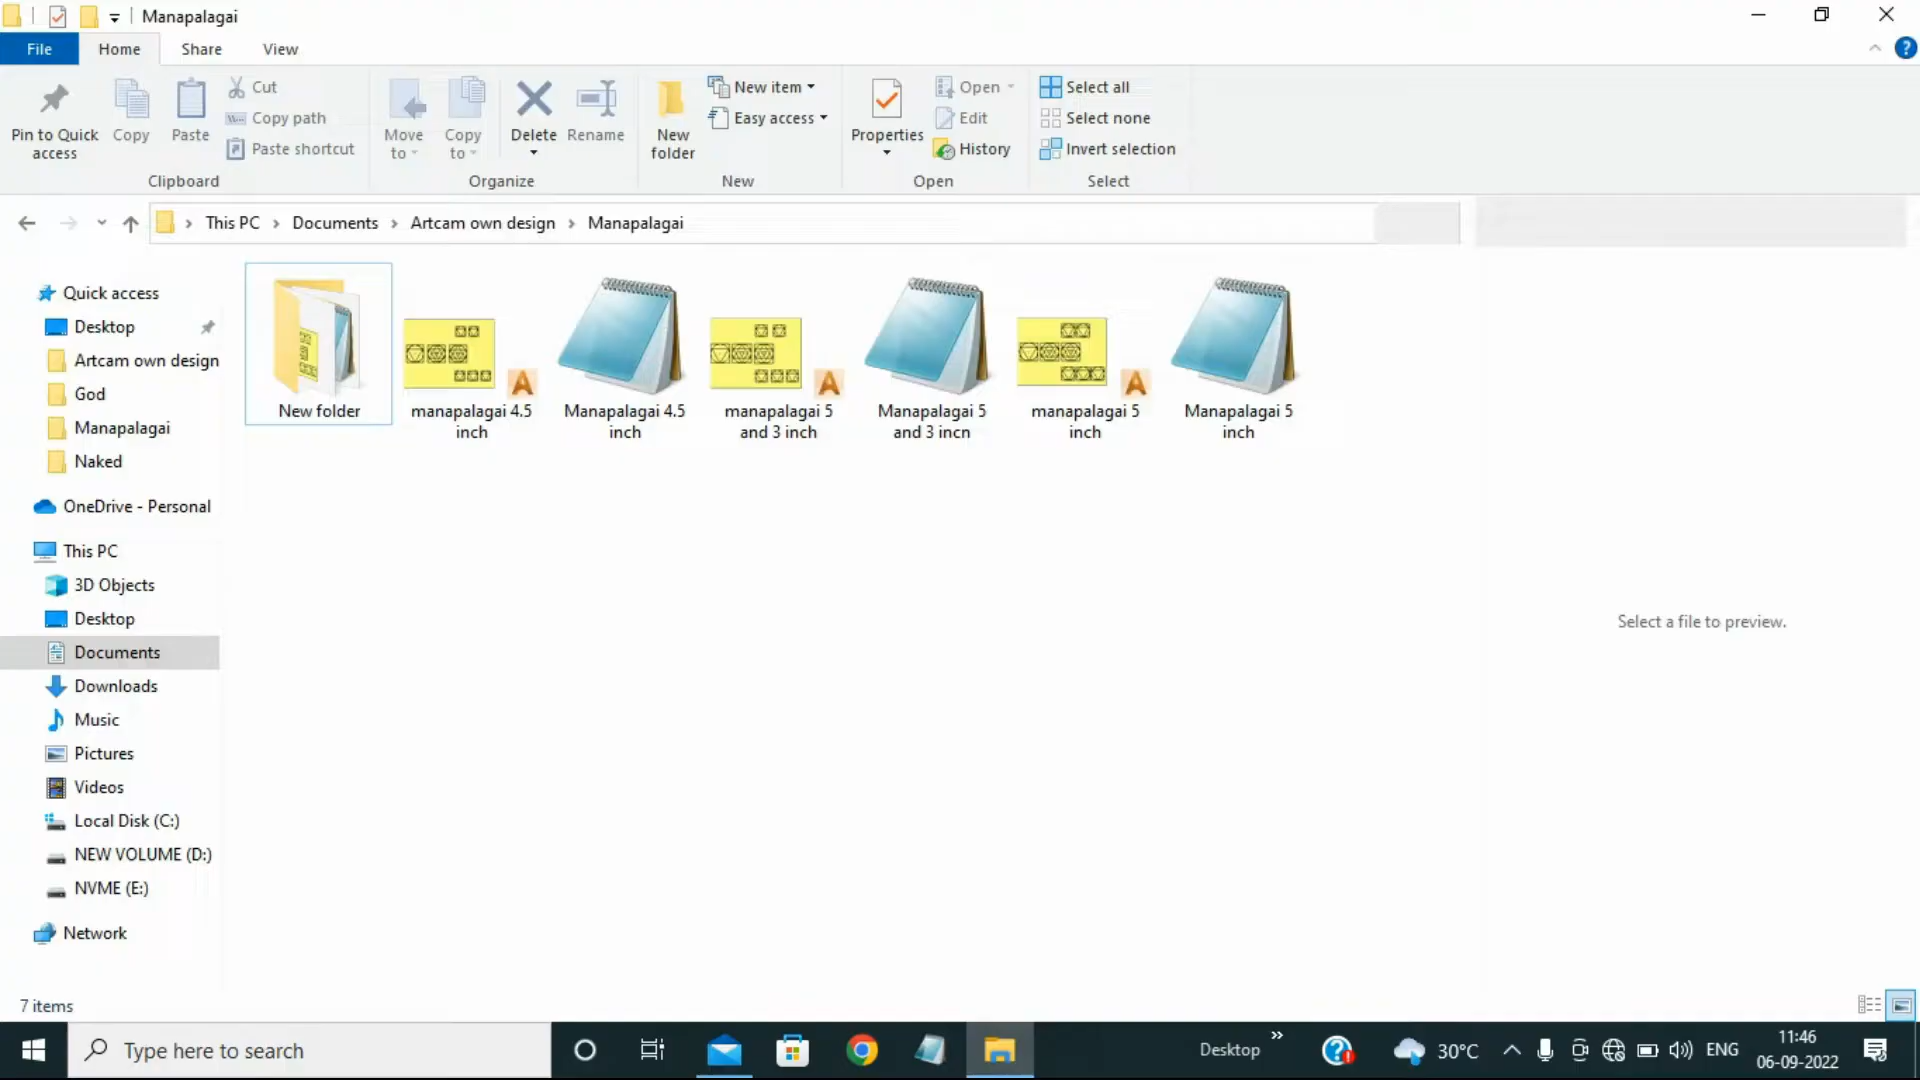 Manapalagai
File
Home
Share
View
Pin to Quick access
Copy
Paste
Cut
Copy path
Paste shortcut
Clipboard
Move to
Copy to
Delete
Rename
Organize
New folder
New item
Easy access
New
Properties
Open
Edit
History
Open
Select all
Select none
Invert selection
Select
This PC > Documents > Artcam own design > Manapalagai
Quick access
Desktop
Artcam own design
God
Manapalagai
Naked
OneDrive - Personal
This PC
3D Objects
Desktop
Documents
Downloads
Music
Pictures
Videos
Local Disk (C:)
NEW VOLUME (D:)
NVME (E:)
Network
New folder
manapalagai 4.5
inch
Manapalagai 4.5
inch
manapalagai 5
and 3 inch
Manapalagai 5
and 3 incn
manapalagai 5
inch
Manapalagai 5
inch
Select a file to preview.
7 items
Type here to search
Desktop
30°C
ENG
11:46
06-09-2022